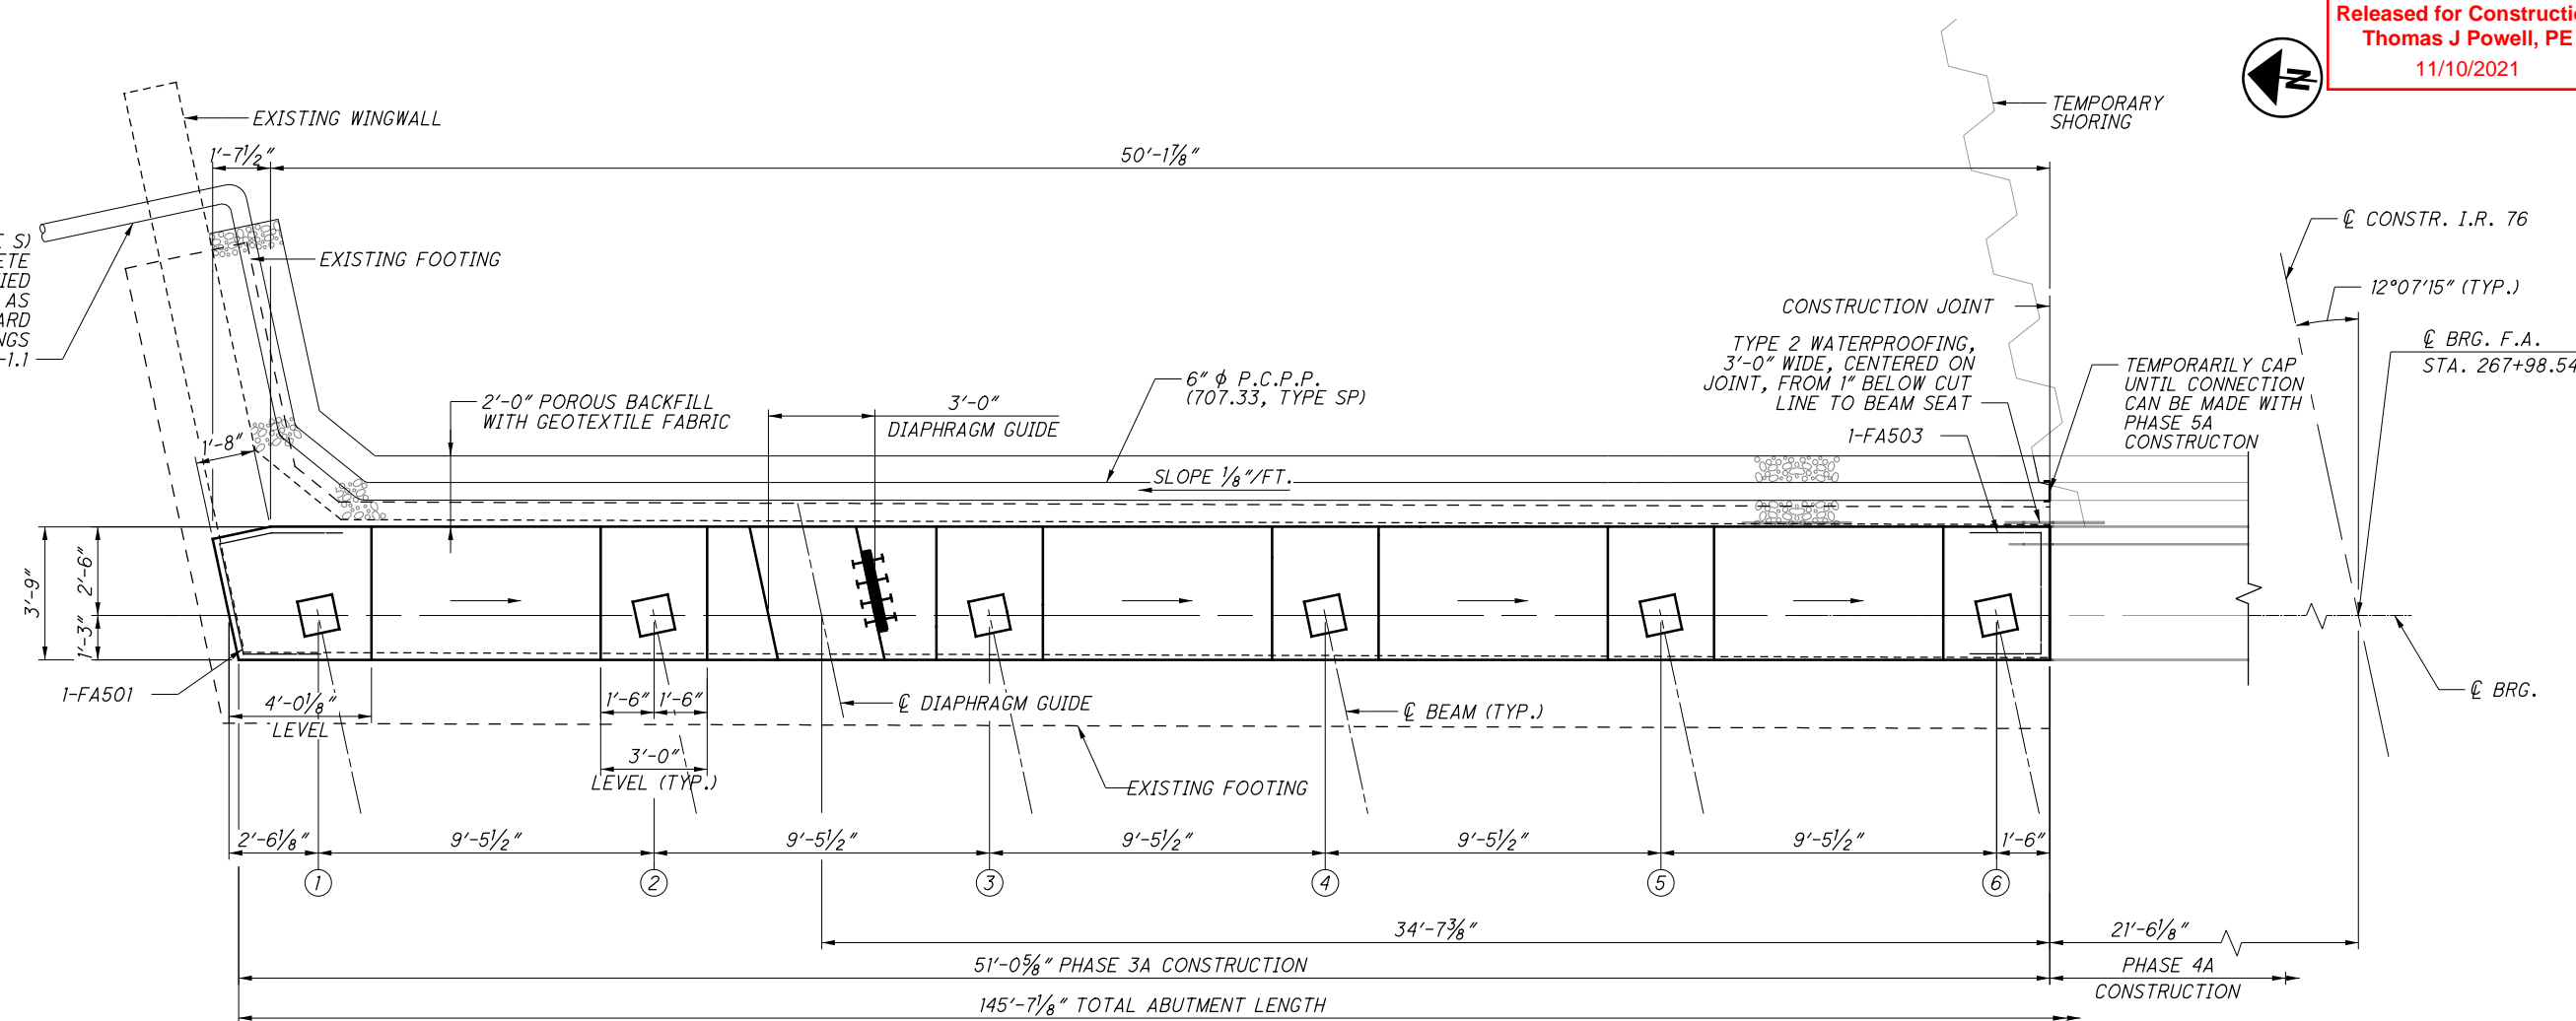 Released for Constructi
Thomas J Powell, PE
11/10/2021
N
EXISTING WINGWALL
TEMPORARY
SHORING
1'-7½"
50'-1⅞"
℄ CONSTR. I.R. 76
S)
ETE
IED
AS
ARD
NGS
-1.1
EXISTING FOOTING
12°07'15" (TYP.)
CONSTRUCTION JOINT
℄ BRG. F.A.
STA. 267+98.54
TYPE 2 WATERPROOFING,
3'-0" WIDE, CENTERED ON
JOINT, FROM 1" BELOW CUT
LINE TO BEAM SEAT
TEMPORARILY CAP
UNTIL CONNECTION
CAN BE MADE WITH
PHASE 5A
CONSTRUCTON
6" ϕ P.C.P.P.
(707.33, TYPE SP)
2'-0" POROUS BACKFILL
WITH GEOTEXTILE FABRIC
3'-0"
DIAPHRAGM GUIDE
1-FA503
1'-8"
SLOPE ⅛"/FT.
3'-9"
2'-6"
1'-3"
1-FA501
4'-0⅛"
LEVEL
1'-6"
1'-6"
℄ DIAPHRAGM GUIDE
℄ BEAM (TYP.)
℄ BRG.
3'-0"
LEVEL (TYP.)
EXISTING FOOTING
2'-6⅛"
9'-5½"
9'-5½"
9'-5½"
9'-5½"
9'-5½"
1'-6"
1
2
3
4
5
6
34'-7⅜"
21'-6⅛"
51'-0⅝" PHASE 3A CONSTRUCTION
PHASE 4A
CONSTRUCTION
145'-7⅛" TOTAL ABUTMENT LENGTH